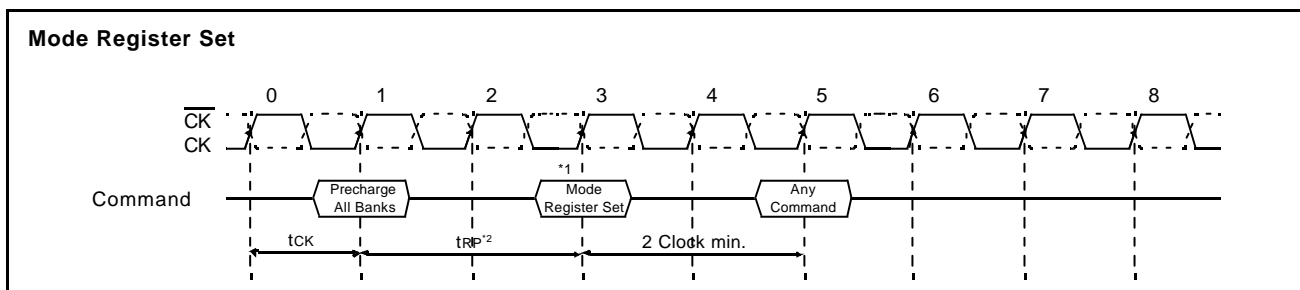 Mode Register Set
0 1 2 3 4 5 6 7 8
CK
CK
*1
Command
Precharge
All Banks
Mode
Register Set
Any
Command
tCK
tRP*2
2 Clock min.